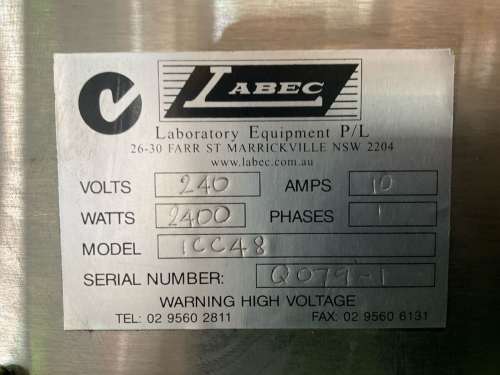 LABEC
Laboratory Equipment P/L
26-30 FARR ST MARRICKVILLE NSW 2204
www.labec.com.au
VOLTS 240 AMPS 10
WATTS 2400 PHASES 1
MODEL ICC48
SERIAL NUMBER: Q079-1
WARNING HIGH VOLTAGE
TEL: 02 9560 2811 FAX: 02 9560 6131